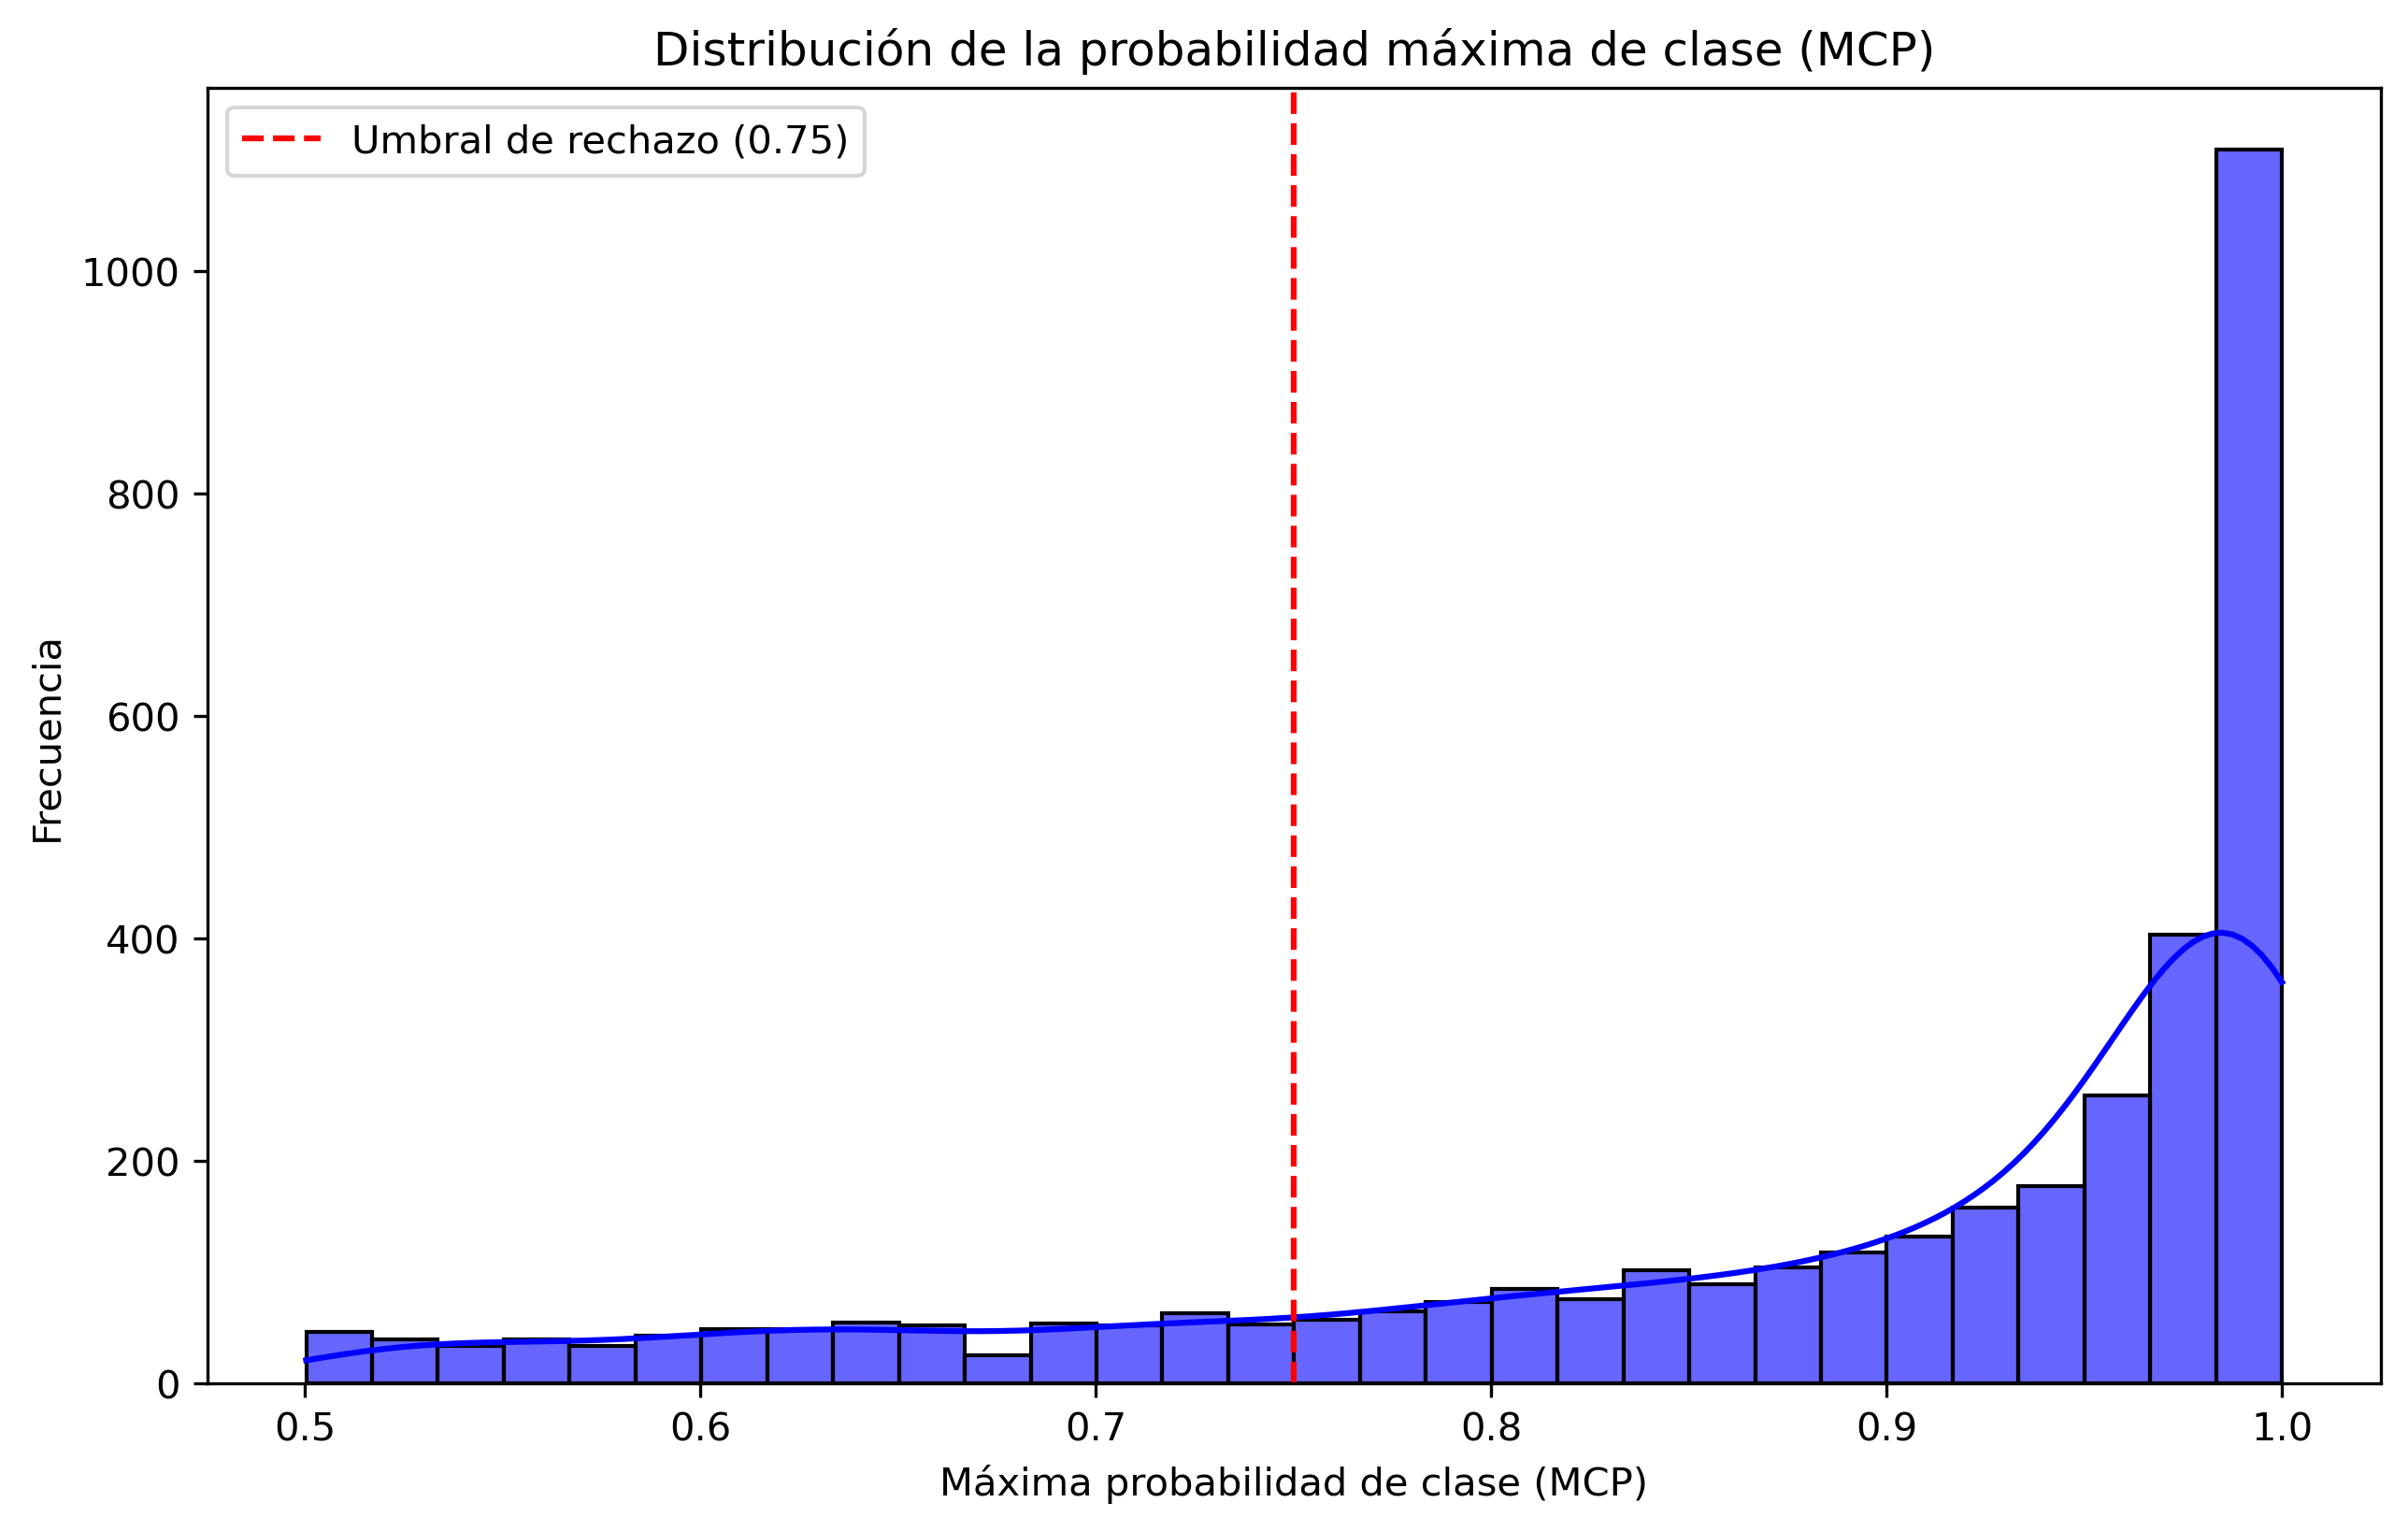 Distribución de la probabilidad máxima de clase (MCP)
Umbral de rechazo (0.75)
1000
800
600
400
200
0
Frecuencia
0.5 0.6 0.7 0.8 0.9 1.0
Máxima probabilidad de clase (MCP)